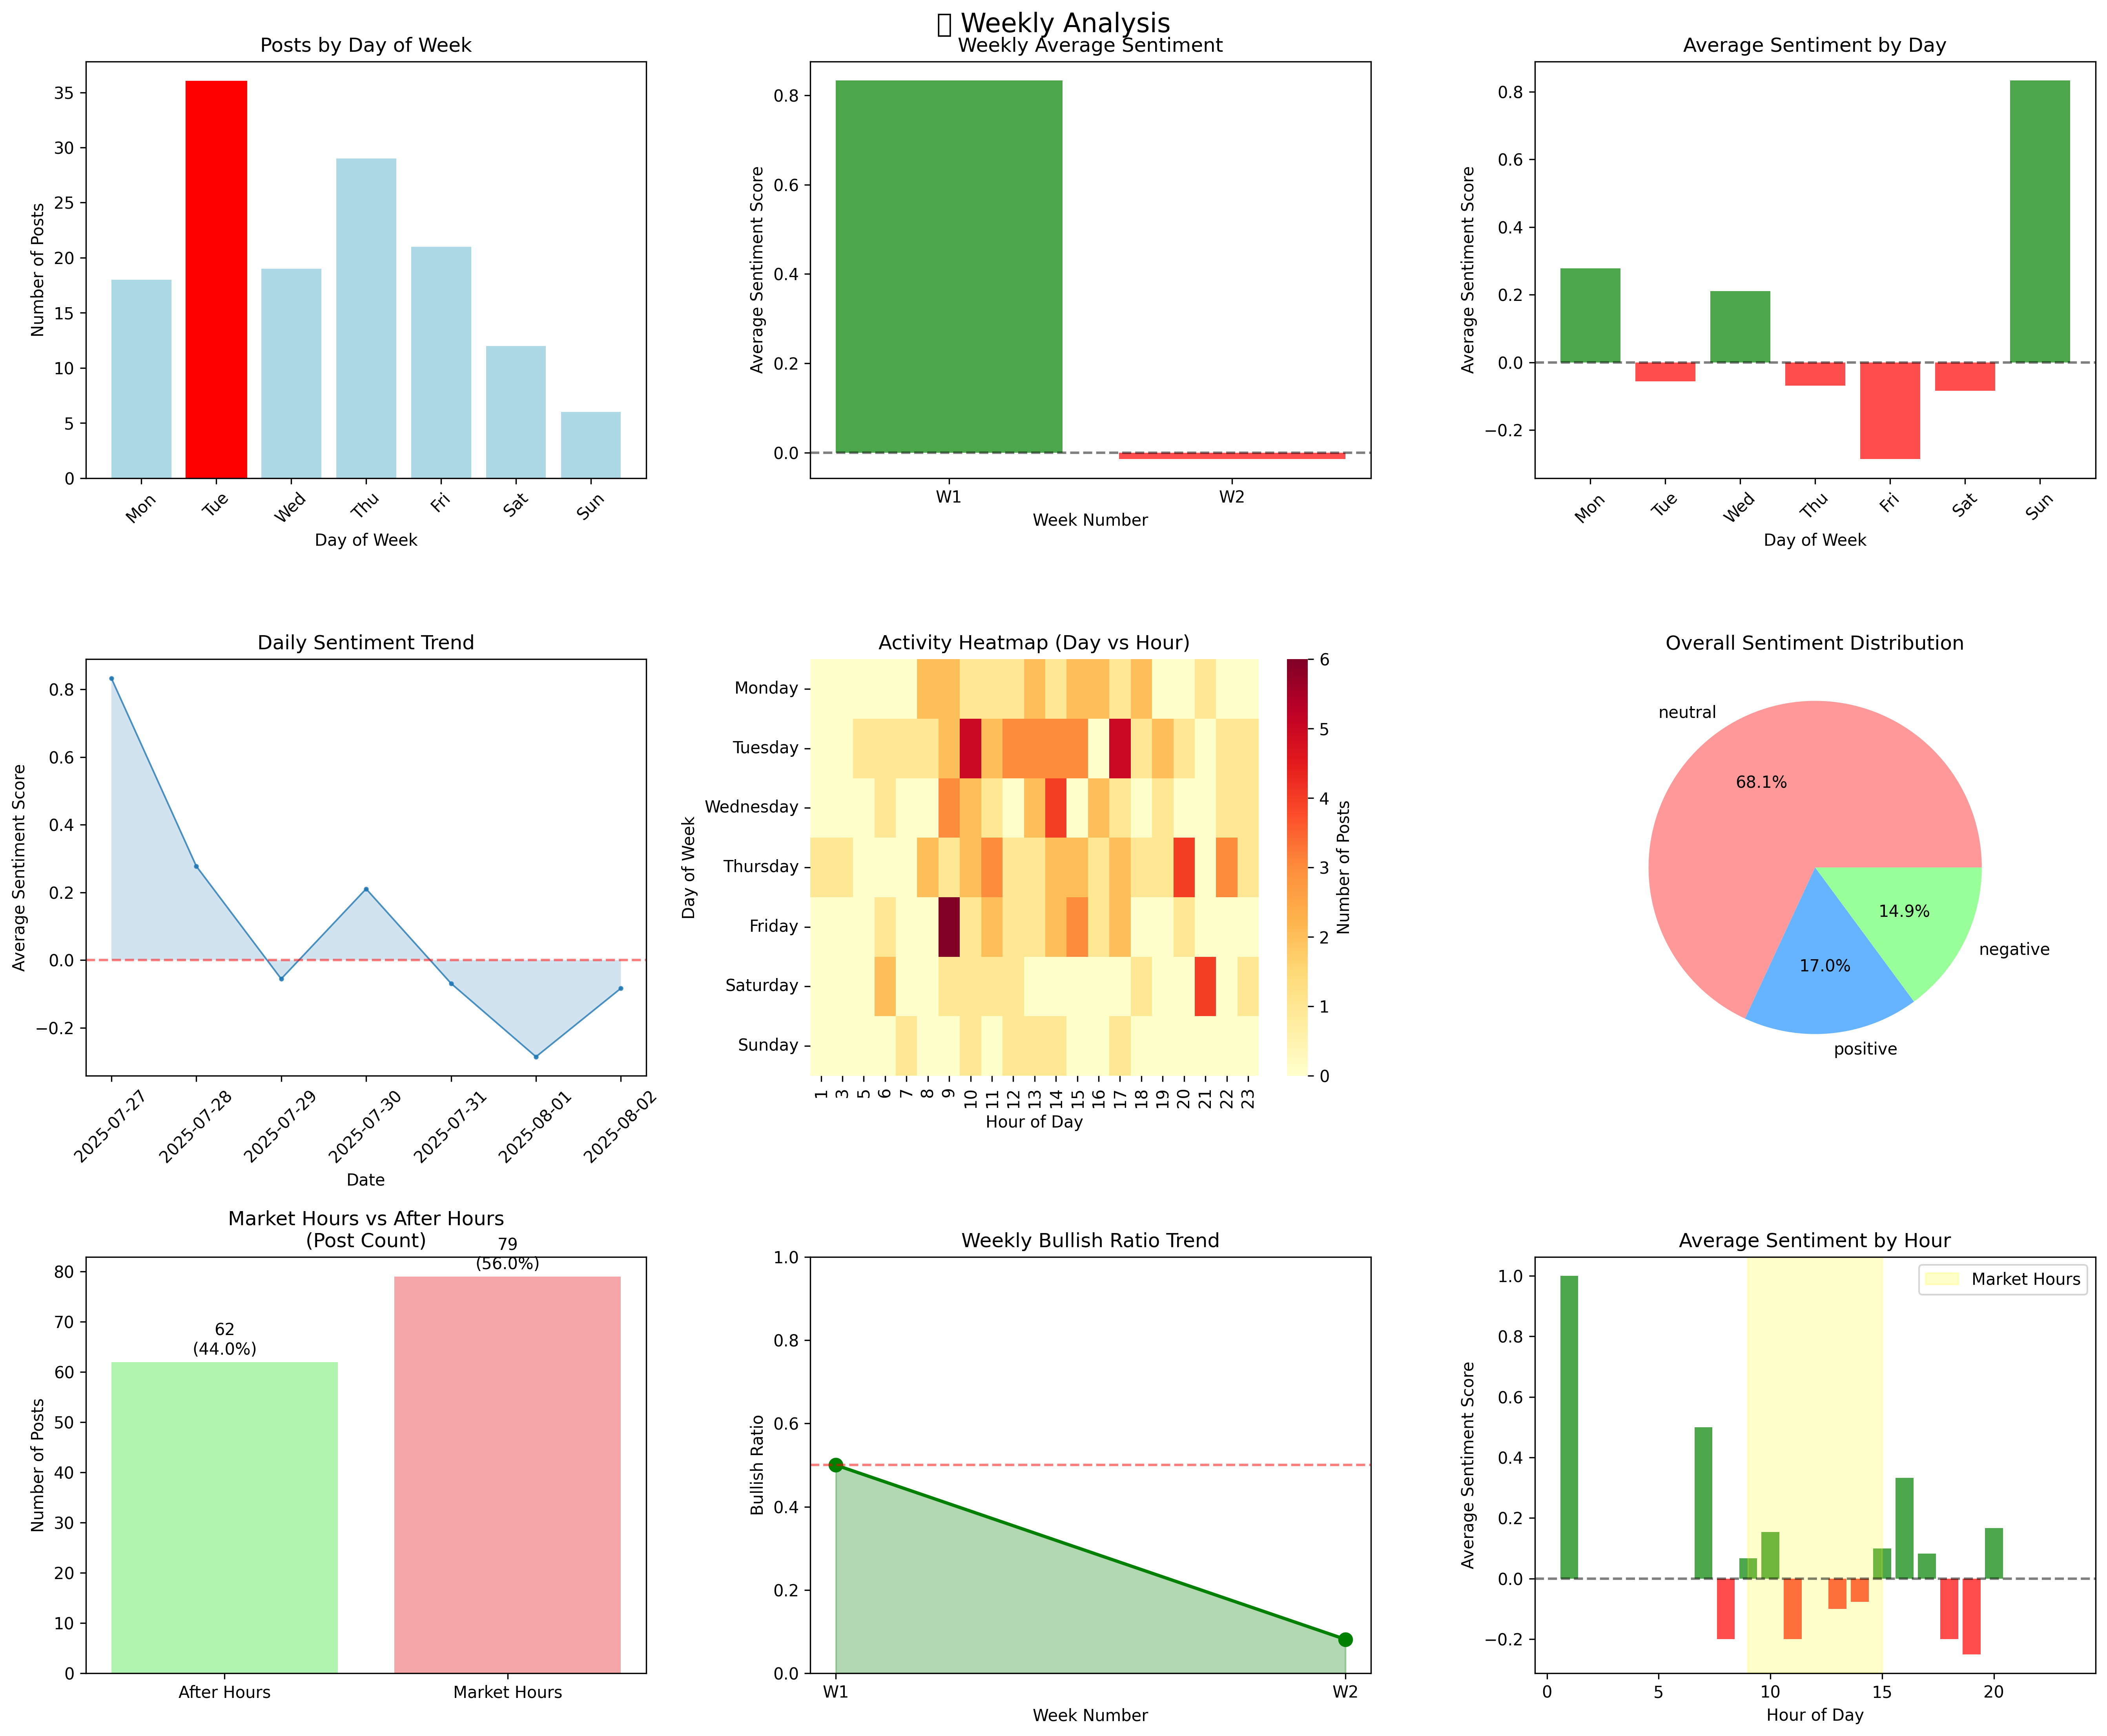 ▯ Weekly Analysis
Posts by Day of Week
35
30
25
20
15
10
5
0
Number of Posts
Mon
Tue
Wed
Thu
Fri
Sat
Sun
Day of Week
Weekly Average Sentiment
0.8
0.6
0.4
0.2
0.0
Average Sentiment Score
W1
W2
Week Number
Average Sentiment by Day
0.8
0.6
0.4
0.2
0.0
−0.2
Average Sentiment Score
Mon
Tue
Wed
Thu
Fri
Sat
Sun
Day of Week
Daily Sentiment Trend
0.8
0.6
0.4
0.2
0.0
−0.2
Average Sentiment Score
2025-07-27
2025-07-28
2025-07-29
2025-07-30
2025-07-31
2025-08-01
2025-08-02
Date
Activity Heatmap (Day vs Hour)
Monday
Tuesday
Wednesday
Thursday
Friday
Saturday
Sunday
Day of Week
1
3
5
6
7
8
9
10
11
12
13
14
15
16
17
18
19
20
21
22
23
Hour of Day
6
5
4
3
2
1
0
Number of Posts
Overall Sentiment Distribution
neutral
68.1%
14.9%
negative
17.0%
positive
Market Hours vs After Hours
(Post Count)
79
(56.0%)
62
(44.0%)
80
70
60
50
40
30
20
10
0
Number of Posts
After Hours
Market Hours
Weekly Bullish Ratio Trend
1.0
0.8
0.6
0.4
0.2
0.0
Bullish Ratio
W1
W2
Week Number
Average Sentiment by Hour
Market Hours
1.0
0.8
0.6
0.4
0.2
0.0
−0.2
Average Sentiment Score
0
5
10
15
20
Hour of Day